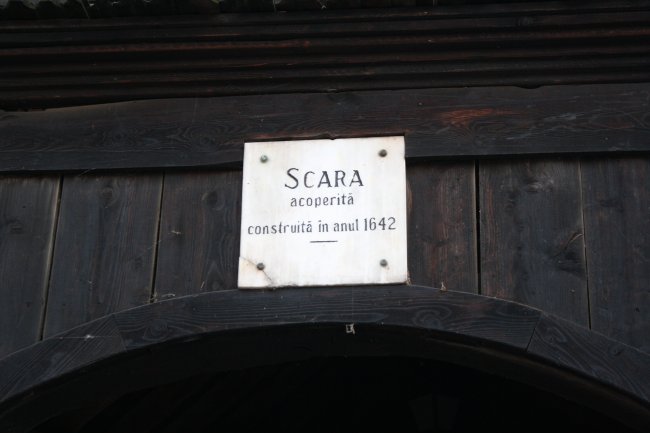 SCARA
acoperită
construită în anul 1642